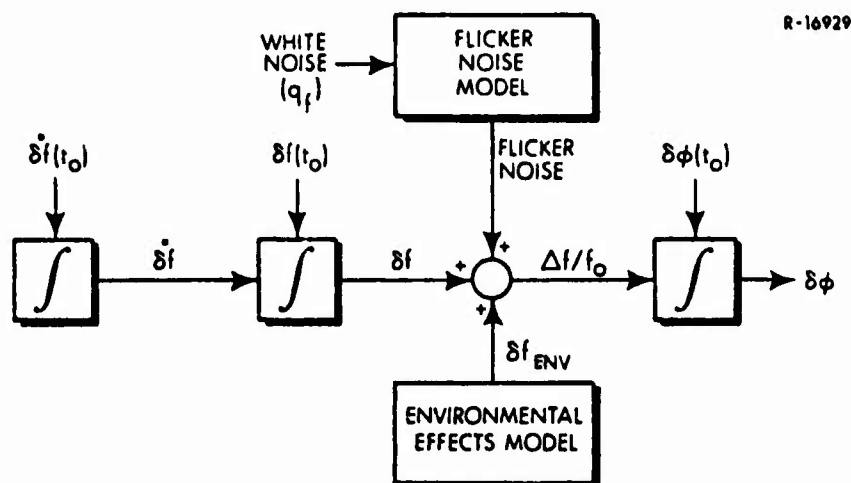 R-16929
WHITE
NOISE
(q_f)
FLICKER
NOISE
MODEL
FLICKER
NOISE
δḟ(t_o)
δf(t_o)
δϕ(t_o)
∫
δḟ
∫
δf
+
+
+
Δf/f_o
∫
δϕ
δf_ENV
ENVIRONMENTAL
EFFECTS MODEL